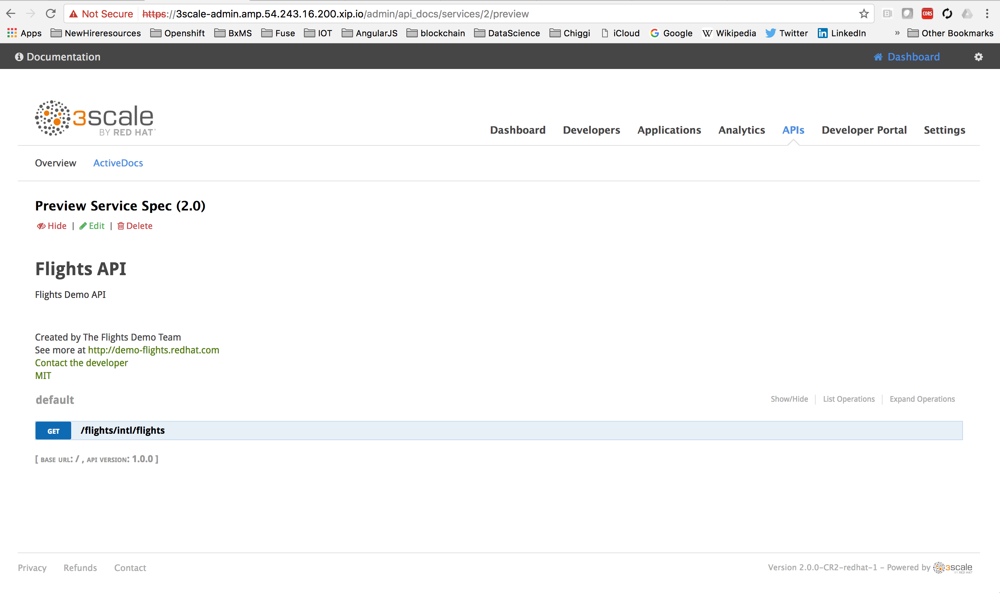 Not Secure https://3scale-admin.amp.54.243.16.200.xip.io/admin/api_docs/services/2/preview CORS
Apps NewHireresources Openshift BxMS Fuse IOT AngularJS blockchain DataScience Chiggi iCloud Google Wikipedia Twitter LinkedIn » Other Bookmarks
Documentation Dashboard
3scale
BY RED HAT
Dashboard Developers Applications Analytics APIs Developer Portal Settings
Overview ActiveDocs
Preview Service Spec (2.0)
Hide | Edit | Delete
Flights API
Flights Demo API
Created by The Flights Demo Team
See more at http://demo-flights.redhat.com
Contact the developer
MIT
default Show/Hide List Operations Expand Operations
GET /flights/intl/flights
[ BASE URL: / , API VERSION: 1.0.0 ]
Privacy Refunds Contact Version 2.0.0-CR2-redhat-1 - Powered by 3scale
BY RED HAT